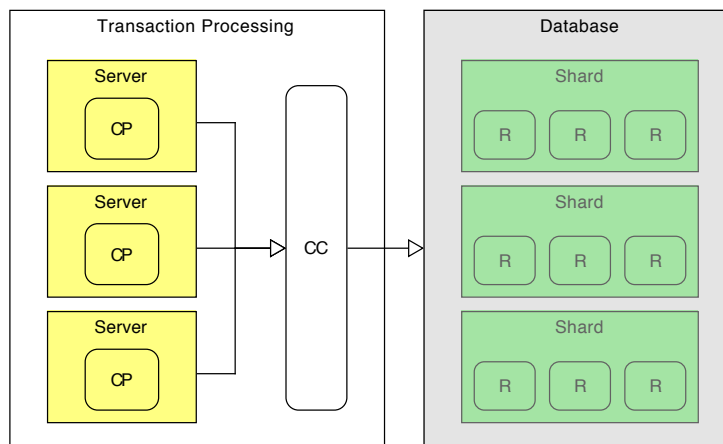 Transaction Processing
Server
CP
Server
CP
Server
CP
CC
Database
Shard
R R R
Shard
R R R
Shard
R R R